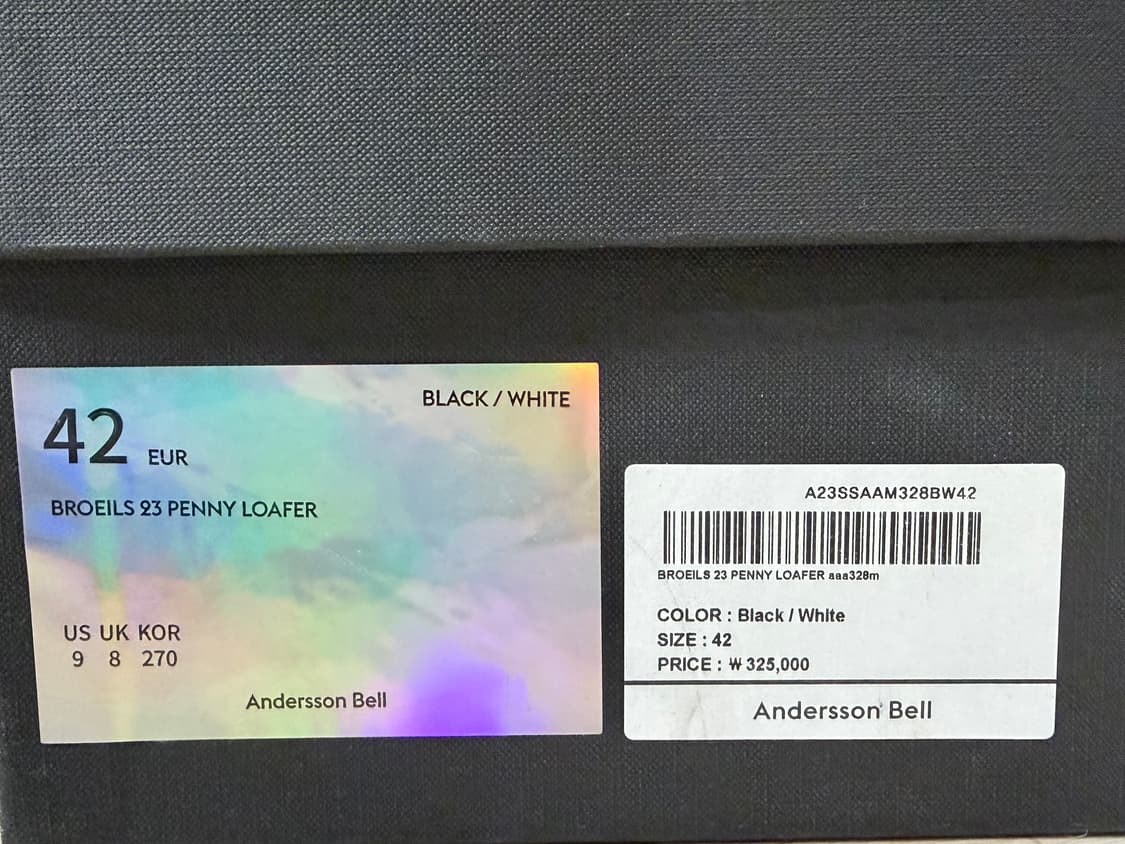 42 EUR
BLACK / WHITE
BROEILS 23 PENNY LOAFER
US UK KOR
9 8 270
Andersson Bell
A23SSAAM328BW42
BROEILS 23 PENNY LOAFER aaa328m
COLOR : Black / White
SIZE : 42
PRICE : ₩ 325,000
Andersson Bell